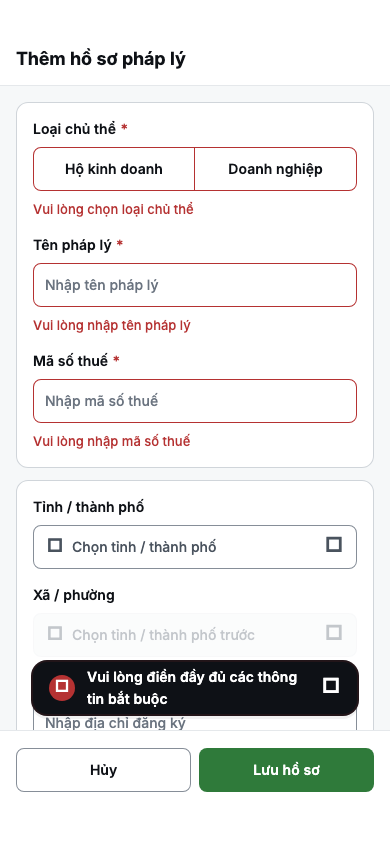 Thêm hồ sơ pháp lý
Loại chủ thể *
Hộ kinh doanh
Doanh nghiệp
Vui lòng chọn loại chủ thể
Tên pháp lý *
Nhập tên pháp lý
Vui lòng nhập tên pháp lý
Mã số thuế *
Nhập mã số thuế
Vui lòng nhập mã số thuế
Tỉnh / thành phố
Chọn tỉnh / thành phố
Xã / phường
Chọn tỉnh / thành phố trước
Vui lòng điền đầy đủ các thông
tin bắt buộc
Nhập địa chỉ đăng ký
Hủy
Lưu hồ sơ